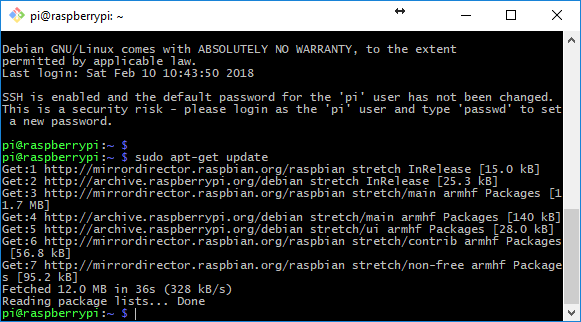 pi@raspberrypi:~
Debian GNU/Linux comes with ABSOLUTELY NO WARRANTY, to the extent
permitted by applicable law.
Last login: Sat Feb 10 10:43:50 2018
SSH is enabled and the default password for the 'pi' user has not been changed.
This is a security risk - please login as the 'pi' user and type 'passwd' to set
 a new password.
pi@raspberrypi:~ $
pi@raspberrypi:~ $ sudo apt-get update
Get:1 http://mirrordirector.raspbian.org/raspbian stretch InRelease [15.0 kB]
Get:2 http://archive.raspberrypi.org/debian stretch InRelease [25.3 kB]
Get:3 http://mirrordirector.raspbian.org/raspbian stretch/main armhf Packages [1
1.7 MB]
Get:4 http://archive.raspberrypi.org/debian stretch/main armhf Packages [140 kB]
Get:5 http://archive.raspberrypi.org/debian stretch/ui armhf Packages [28.0 kB]
Get:6 http://mirrordirector.raspbian.org/raspbian stretch/contrib armhf Packages
 [56.8 kB]
Get:7 http://mirrordirector.raspbian.org/raspbian stretch/non-free armhf Package
s [95.2 kB]
Fetched 12.0 MB in 36s (328 kB/s)
Reading package lists... Done
pi@raspberrypi:~ $